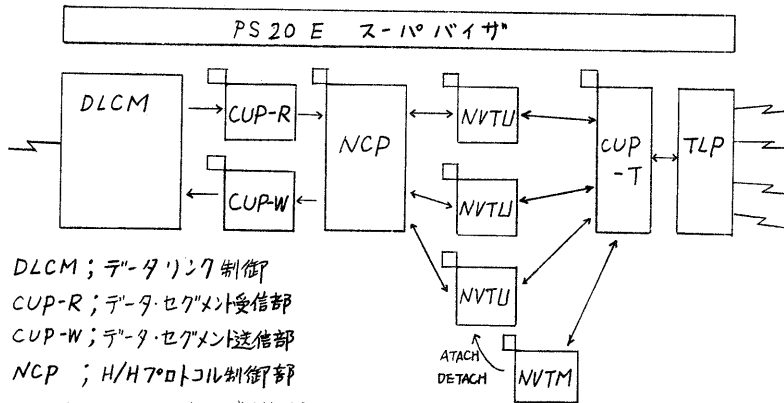 PS20E スーパバイザ
DLCM
CUP-R
CUP-W
NCP
NVTU
NVTU
NVTU
NVTM
ATACH
DETACH
CUP
-T
TLP
DLCM ; データリンク制御
CUP-R ; データ・セグメント受信部
CUP-W ; データ・セグメント送信部
NCP ; H/Hプロトコル制御部